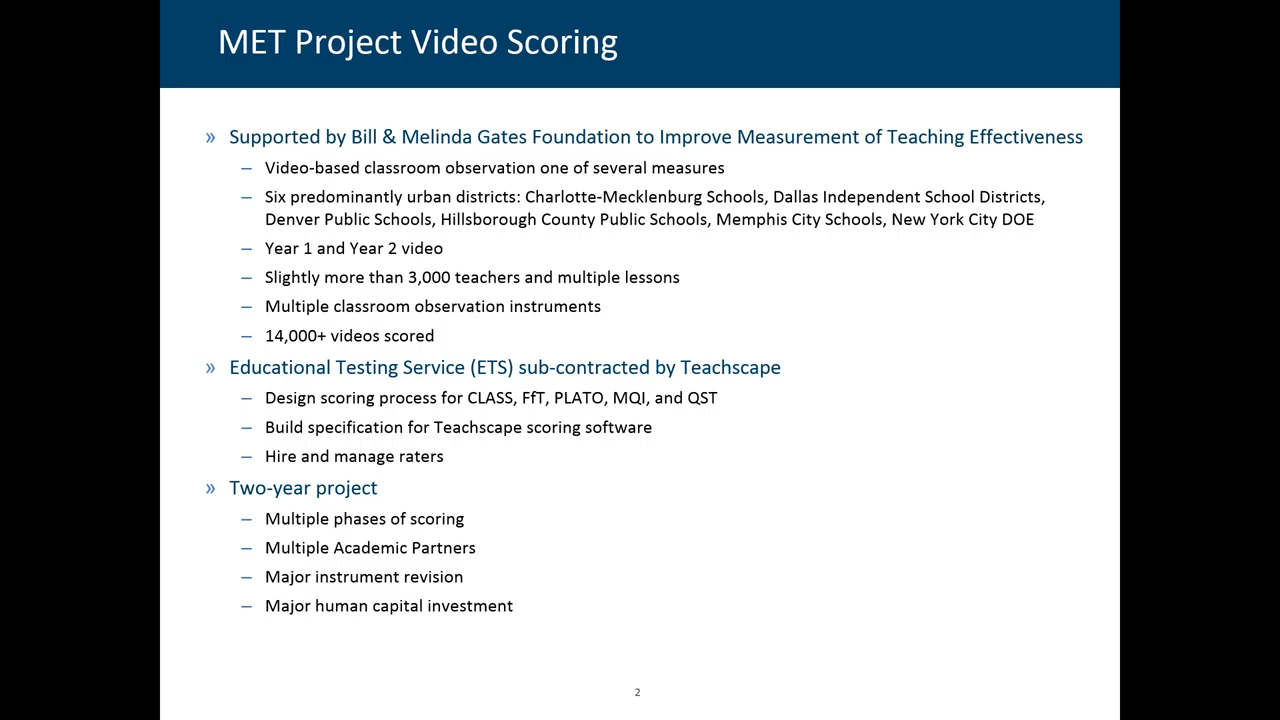 MET Project Video Scoring
» Supported by Bill & Melinda Gates Foundation to Improve Measurement of Teaching Effectiveness
– Video-based classroom observation one of several measures
– Six predominantly urban districts: Charlotte-Mecklenburg Schools, Dallas Independent School Districts,
Denver Public Schools, Hillsborough County Public Schools, Memphis City Schools, New York City DOE
– Year 1 and Year 2 video
– Slightly more than 3,000 teachers and multiple lessons
– Multiple classroom observation instruments
– 14,000+ videos scored
» Educational Testing Service (ETS) sub-contracted by Teachscape
– Design scoring process for CLASS, FfT, PLATO, MQI, and QST
– Build specification for Teachscape scoring software
– Hire and manage raters
» Two-year project
– Multiple phases of scoring
– Multiple Academic Partners
– Major instrument revision
– Major human capital investment
2